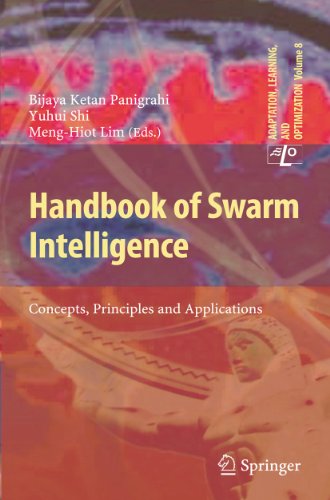 Bijaya Ketan Panigrahi
Yuhui Shi
Meng-Hiot Lim (Eds.)
ADAPTATION, LEARNING,
AND
OPTIMIZATION Volume 8
LO
Handbook of Swarm
Intelligence
Concepts, Principles and Applications
Springer